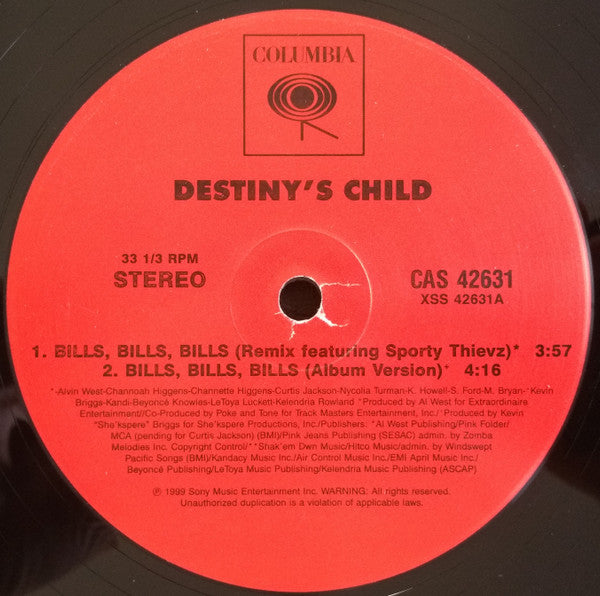 COLUMBIA
DESTINY'S CHILD
33 1/3 RPM
STEREO
CAS 42631
XSS 42631A
1. BILLS, BILLS, BILLS (Remix featuring Sporty Thievz)* 3:57
2. BILLS, BILLS, BILLS (Album Version)+ 4:16
*-Alvin West-Channoah Higgens-Channette Higgens-Curtis Jackson-Nycolia Turman-K. Howell-S. Ford-M. Bryan-+Kevin
Briggs-Kandi-Beyoncé Knowles-LeToya Luckett-Kelendria Rowland *Produced by Al West for Extraordinaire
Entertainment//Co-Produced by Poke and Tone for Track Masters Entertainment, Inc./+Produced by Kevin
"She'kspere" Briggs for She'kspere Productions, Inc./Publishers: *Al West Publishing/Pink Folder/
MCA (pending for Curtis Jackson) (BMI)/Pink Jeans Publishing (SESAC) admin. by Zomba
Melodies Inc. Copyright Control/*+Shak'em Dwn Music/Hitco Music/admin. by Windswept
Pacific Songs (BMI)/Kandacy Music Inc./Air Control Music Inc./EMI April Music Inc./
Beyoncé Publishing/LeToya Music Publishing/Kelendria Music Publishing (ASCAP)
℗ 1999 Sony Music Entertainment Inc. WARNING: All rights reserved.
Unauthorized duplication is a violation of applicable laws.